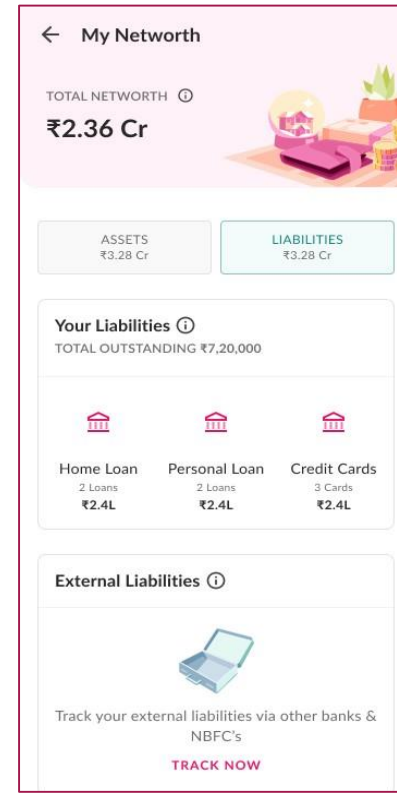 My Networth
TOTAL NETWORTH
₹2.36 Cr
ASSETS
₹3.28 Cr
LIABILITIES
₹3.28 Cr
Your Liabilities
TOTAL OUTSTANDING ₹7,20,000
Home Loan
2 Loans
₹2.4L
Personal Loan
2 Loans
₹2.4L
Credit Cards
3 Cards
₹2.4L
External Liabilities
Track your external liabilities via other banks &
NBFC's
TRACK NOW